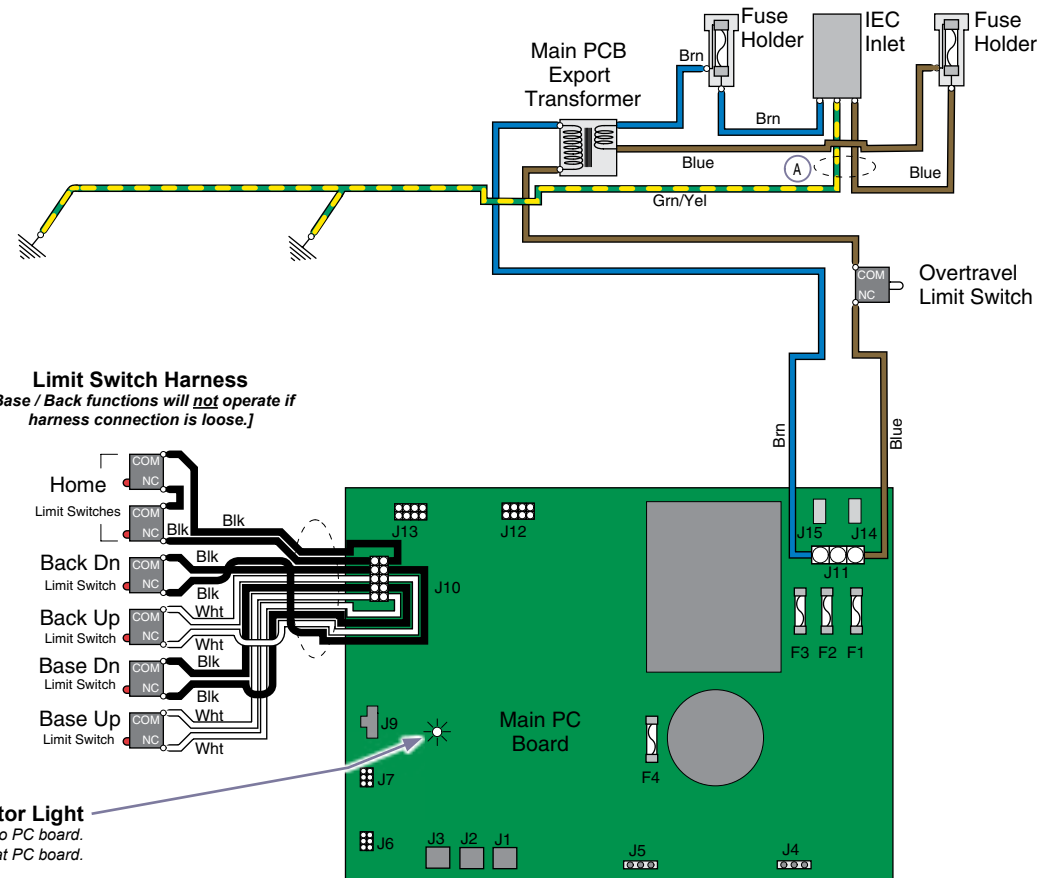 Fuse
Holder
IEC
Inlet
Fuse
Holder
Main PCB
Export
Transformer
Brn
Brn
Blue
A
Blue
Grn/Yel
COM
NC
Overtravel
Limit Switch
Limit Switch Harness
Base / Back functions will not operate if
harness connection is loose.]
Brn
Blue
COM
NC
Home
Limit Switches
COM
NC
Blk
Blk
Back Dn
Limit Switch
COM
NC
Blk
Blk
Back Up
Limit Switch
COM
NC
Wht
Wht
Base Dn
Limit Switch
COM
NC
Blk
Blk
Base Up
Limit Switch
COM
NC
Wht
Wht
J13
J12
J15
J14
J11
J10
F3
F2
F1
J9
Main PC
Board
F4
J7
J6
J3
J2
J1
J5
J4
tor Light
o PC board.
at PC board.